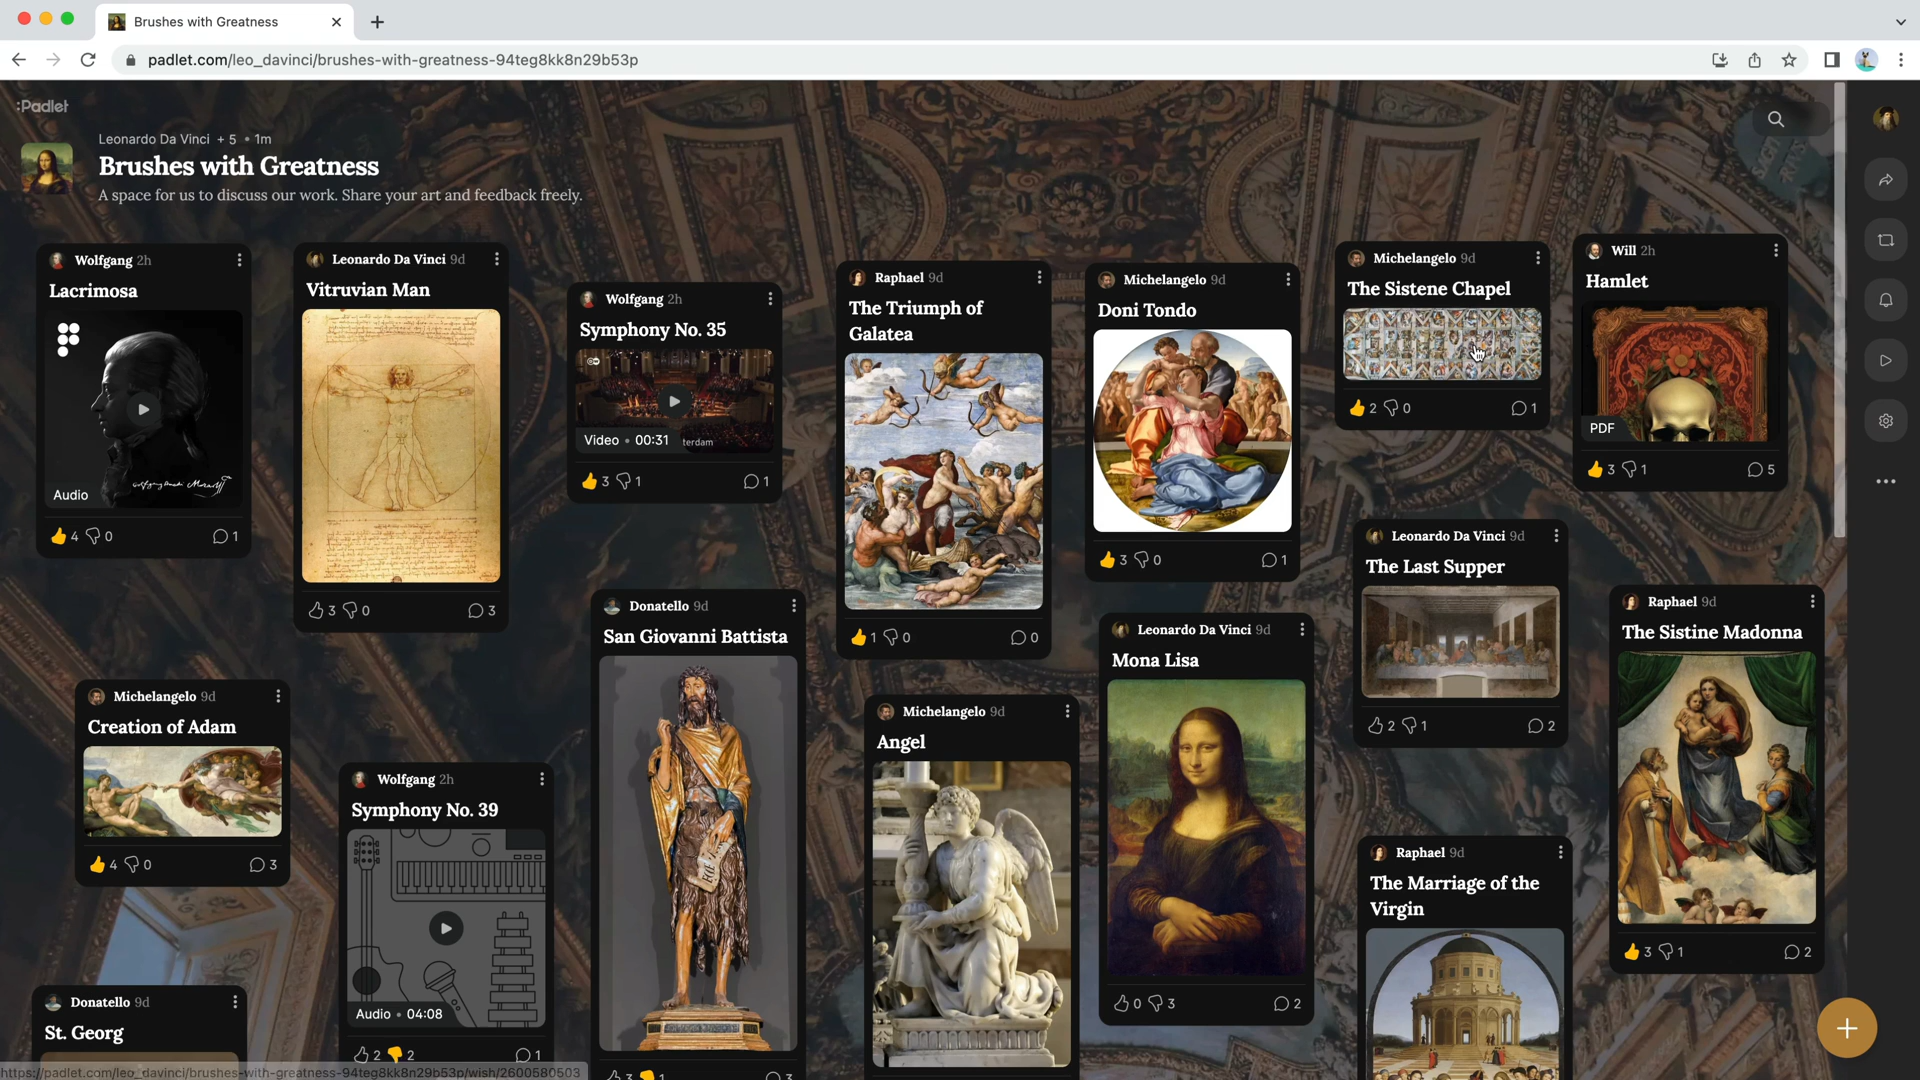 Brushes with Greatness
padlet.com/leo_davinci/brushes-with-greatness-94teg8kk8n29b53p
:Padlet
Leonardo Da Vinci + 5 • 1m
Brushes with Greatness
A space for us to discuss our work. Share your art and feedback freely.
Wolfgang 2h
Lacrimosa
Audio
4 0 1
Leonardo Da Vinci 9d
Vitruvian Man
3 0 3
Wolfgang 2h
Symphony No. 35
Video • 00:31
terdam
3 1 1
Raphael 9d
The Triumph of
Galatea
1 0 0
Michelangelo 9d
Doni Tondo
3 0 1
Michelangelo 9d
The Sistene Chapel
2 0 1
Will 2h
Hamlet
PDF
3 1 5
Michelangelo 9d
Creation of Adam
4 0 3
Wolfgang 2h
Symphony No. 39
Audio • 04:08
2 2 1
Donatello 9d
San Giovanni Battista
3 1 3
Michelangelo 9d
Angel
Leonardo Da Vinci 9d
Mona Lisa
0 3 2
Leonardo Da Vinci 9d
The Last Supper
2 1 2
Raphael 9d
The Sistine Madonna
3 1 2
Raphael 9d
The Marriage of the
Virgin
Donatello 9d
St. Georg
https://padlet.com/leo_davinci/brushes-with-greatness-94teg8kk8n29b53p/wish/2600580503